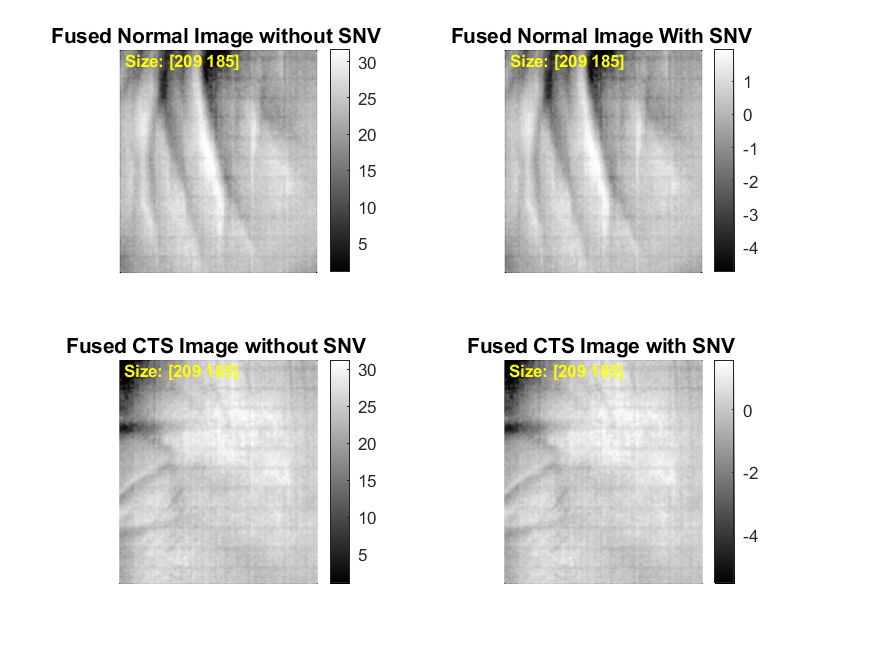 Fused Normal Image without SNV
Size: [209 185]
30
25
20
15
10
5
Fused Normal Image With SNV
Size: [209 185]
1
0
-1
-2
-3
-4
Fused CTS Image without SNV
Size: [209 185]
30
25
20
15
10
5
Fused CTS Image with SNV
Size: [209 185]
0
-2
-4